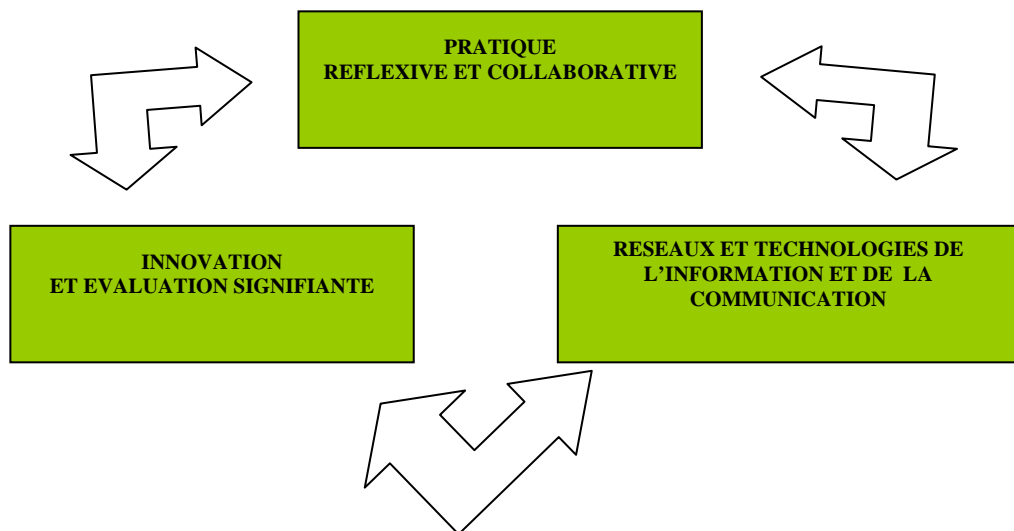 PRATIQUE
REFLEXIVE ET COLLABORATIVE
INNOVATION
ET EVALUATION SIGNIFIANTE
RESEAUX ET TECHNOLOGIES DE
L’INFORMATION ET DE LA
COMMUNICATION